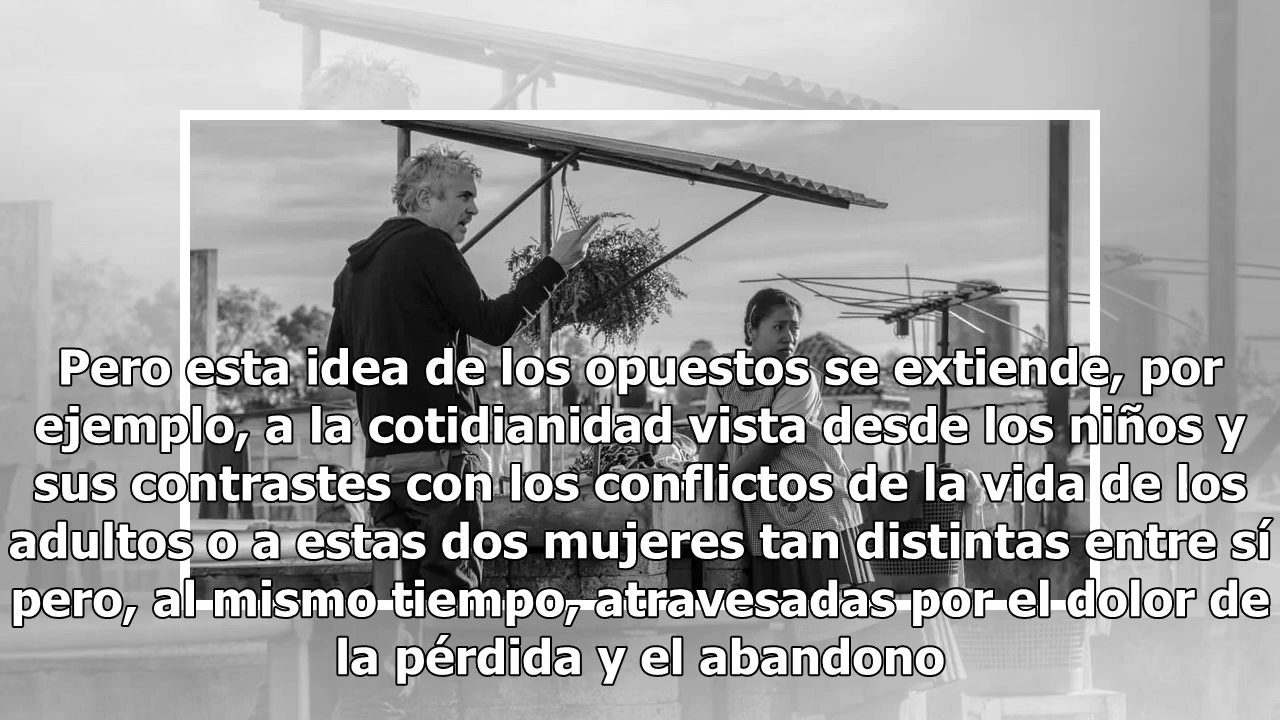 Pero esta idea de los opuestos se extiende, por
ejemplo, a la cotidianidad vista desde los niños y
sus contrastes con los conflictos de la vida de los
adultos o a estas dos mujeres tan distintas entre sí
pero, al mismo tiempo, atravesadas por el dolor de
la pérdida y el abandono